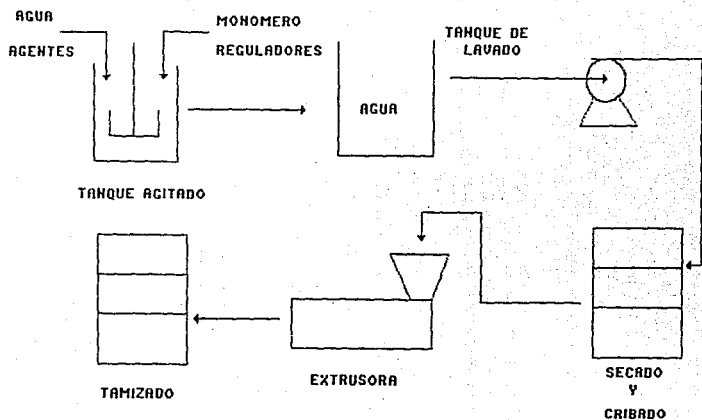 AGUA
AGENTES
MONOMERO
REGULADORES
TANQUE DE
LAVADO
AGUA
TANQUE AGITADO
SECADO
Y
CRIBADO
EXTRUSORA
TAMIZADO